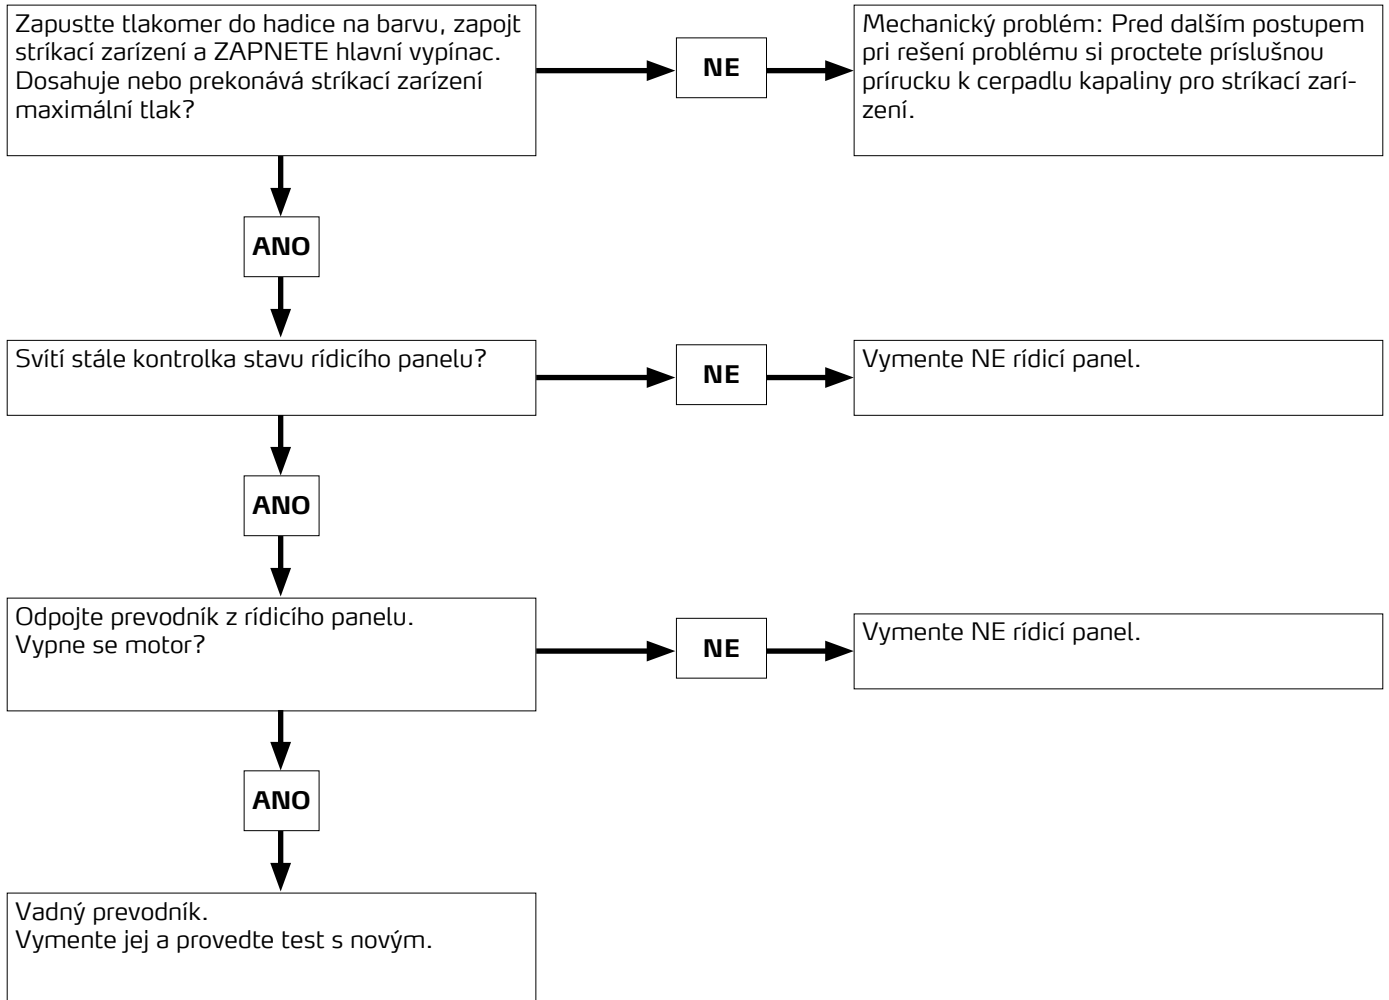 Zapustte tlakomer do hadice na barvu, zapojt
stríkací zarízení a ZAPNETE hlavní vypínac.
Dosahuje nebo prekonává stríkací zarízení
maximální tlak?
NE
Mechanický problém: Pred dalším postupem
pri rešení problému si proctete príslušnou
prírucku k cerpadlu kapaliny pro stríkací zarí-
zení.
ANO
Svítí stále kontrolka stavu rídicího panelu?
NE
Vymente NE rídicí panel.
ANO
Odpojte prevodník z rídicího panelu.
Vypne se motor?
NE
Vymente NE rídicí panel.
ANO
Vadný prevodník.
Vymente jej a provedte test s novým.